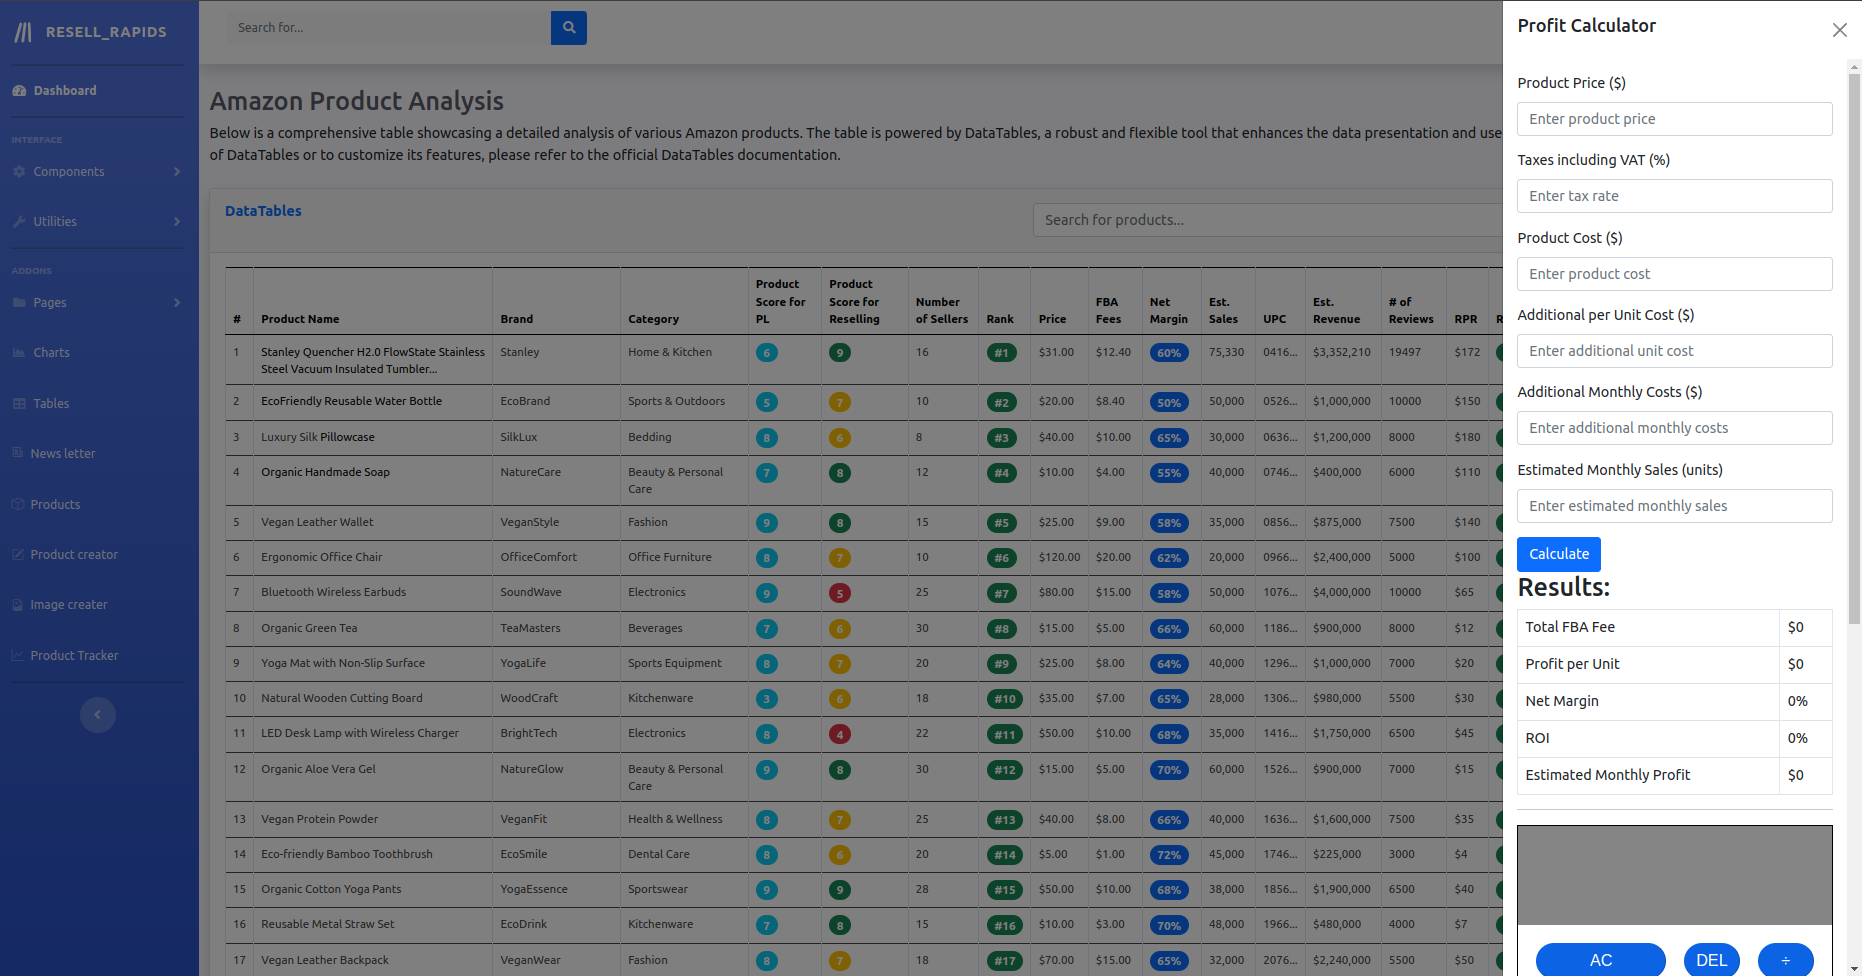 RESELL_RAPIDS
Dashboard
INTERFACE
Components
Utilities
ADDONS
Pages
Charts
Tables
News letter
Products
Product creator
Image creater
Product Tracker
Search for...
Amazon Product Analysis
Below is a comprehensive table showcasing a detailed analysis of various Amazon products. The table is powered by DataTables, a robust and flexible tool that enhances the data presentation and use
of DataTables or to customize its features, please refer to the official DataTables documentation.
DataTables
Search for products...
# Product Name Brand Category Product Score for PL Product Score for Reselling Number of Sellers Rank Price FBA Fees Net Margin Est. Sales UPC Est. Revenue # of Reviews RPR R
1 Stanley Quencher H2.0 FlowState Stainless Steel Vacuum Insulated Tumbler... Stanley Home & Kitchen 6 9 16 #1 $31.00 $12.40 60% 75,330 0416... $3,352,210 19497 $172
2 EcoFriendly Reusable Water Bottle EcoBrand Sports & Outdoors 5 7 10 #2 $20.00 $8.40 50% 50,000 0526... $1,000,000 10000 $150
3 Luxury Silk Pillowcase SilkLux Bedding 8 6 8 #3 $40.00 $10.00 65% 30,000 0636... $1,200,000 8000 $180
4 Organic Handmade Soap NatureCare Beauty & Personal Care 7 8 12 #4 $10.00 $4.00 55% 40,000 0746... $400,000 6000 $110
5 Vegan Leather Wallet VeganStyle Fashion 9 8 15 #5 $25.00 $9.00 58% 35,000 0856... $875,000 7500 $140
6 Ergonomic Office Chair OfficeComfort Office Furniture 8 7 10 #6 $120.00 $20.00 62% 20,000 0966... $2,400,000 5000 $100
7 Bluetooth Wireless Earbuds SoundWave Electronics 9 5 25 #7 $80.00 $15.00 58% 50,000 1076... $4,000,000 10000 $65
8 Organic Green Tea TeaMasters Beverages 7 6 30 #8 $15.00 $5.00 66% 60,000 1186... $900,000 8000 $12
9 Yoga Mat with Non-Slip Surface YogaLife Sports Equipment 8 7 20 #9 $25.00 $8.00 64% 40,000 1296... $1,000,000 7000 $20
10 Natural Wooden Cutting Board WoodCraft Kitchenware 3 6 18 #10 $35.00 $7.00 65% 28,000 1306... $980,000 5500 $30
11 LED Desk Lamp with Wireless Charger BrightTech Electronics 8 4 22 #11 $50.00 $10.00 68% 35,000 1416... $1,750,000 6500 $45
12 Organic Aloe Vera Gel NatureGlow Beauty & Personal Care 9 8 30 #12 $15.00 $5.00 70% 60,000 1526... $900,000 7000 $15
13 Vegan Protein Powder VeganFit Health & Wellness 8 7 25 #13 $40.00 $8.00 66% 40,000 1636... $1,600,000 7500 $35
14 Eco-friendly Bamboo Toothbrush EcoSmile Dental Care 8 6 20 #14 $5.00 $1.00 72% 45,000 1746... $225,000 3000 $4
15 Organic Cotton Yoga Pants YogaEssence Sportswear 9 9 28 #15 $50.00 $10.00 68% 38,000 1856... $1,900,000 6500 $40
16 Reusable Metal Straw Set EcoDrink Kitchenware 7 8 15 #16 $10.00 $3.00 70% 48,000 1966... $480,000 4000 $7
17 Vegan Leather Backpack VeganWear Fashion 8 7 18 #17 $70.00 $15.00 65% 32,000 2076... $2,240,000 5500 $50
Profit Calculator
Product Price ($)
Enter product price
Taxes including VAT (%)
Enter tax rate
Product Cost ($)
Enter product cost
Additional per Unit Cost ($)
Enter additional unit cost
Additional Monthly Costs ($)
Enter additional monthly costs
Estimated Monthly Sales (units)
Enter estimated monthly sales
Calculate
Results:
Total FBA Fee $0
Profit per Unit $0
Net Margin 0%
ROI 0%
Estimated Monthly Profit $0
AC DEL ÷